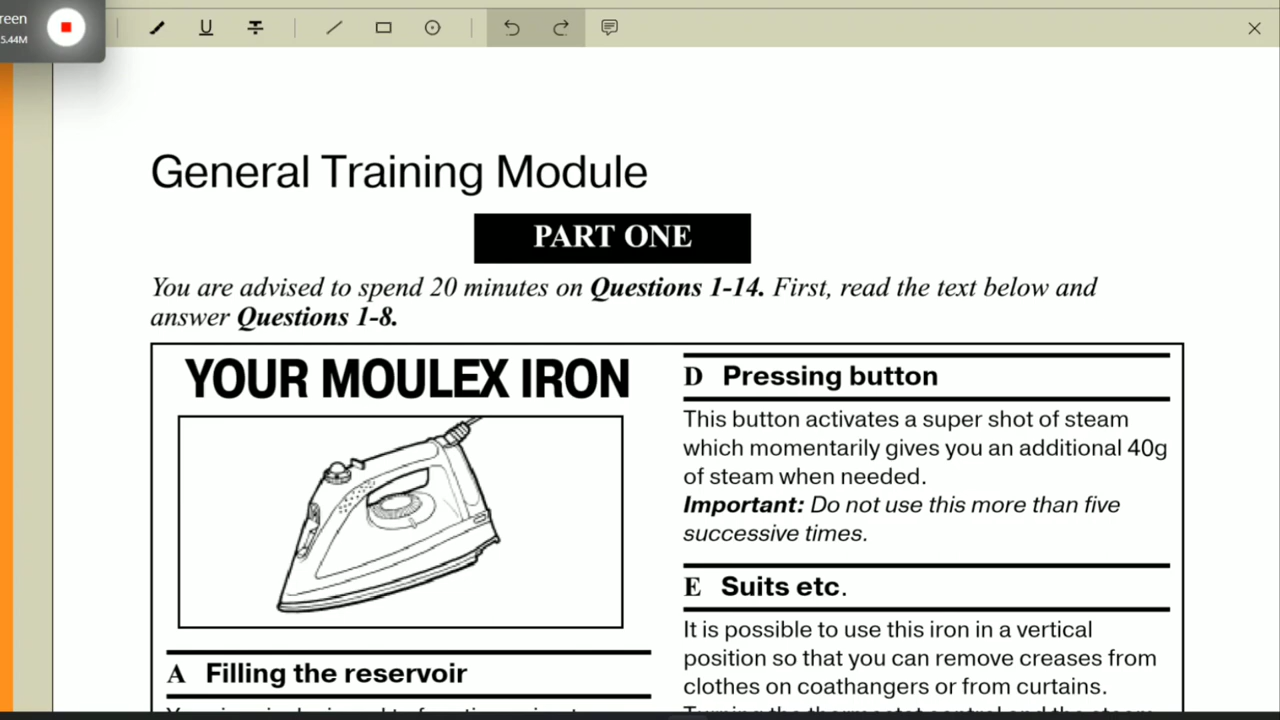 reen
5.44M
General Training Module
PART ONE
You are advised to spend 20 minutes on Questions 1-14. First, read the text below and
answer Questions 1-8.
YOUR MOULEX IRON
A Filling the reservoir
D Pressing button
This button activates a super shot of steam
which momentarily gives you an additional 40g
of steam when needed.
Important: Do not use this more than five
successive times.
E Suits etc.
It is possible to use this iron in a vertical
position so that you can remove creases from
clothes on coathangers or from curtains.